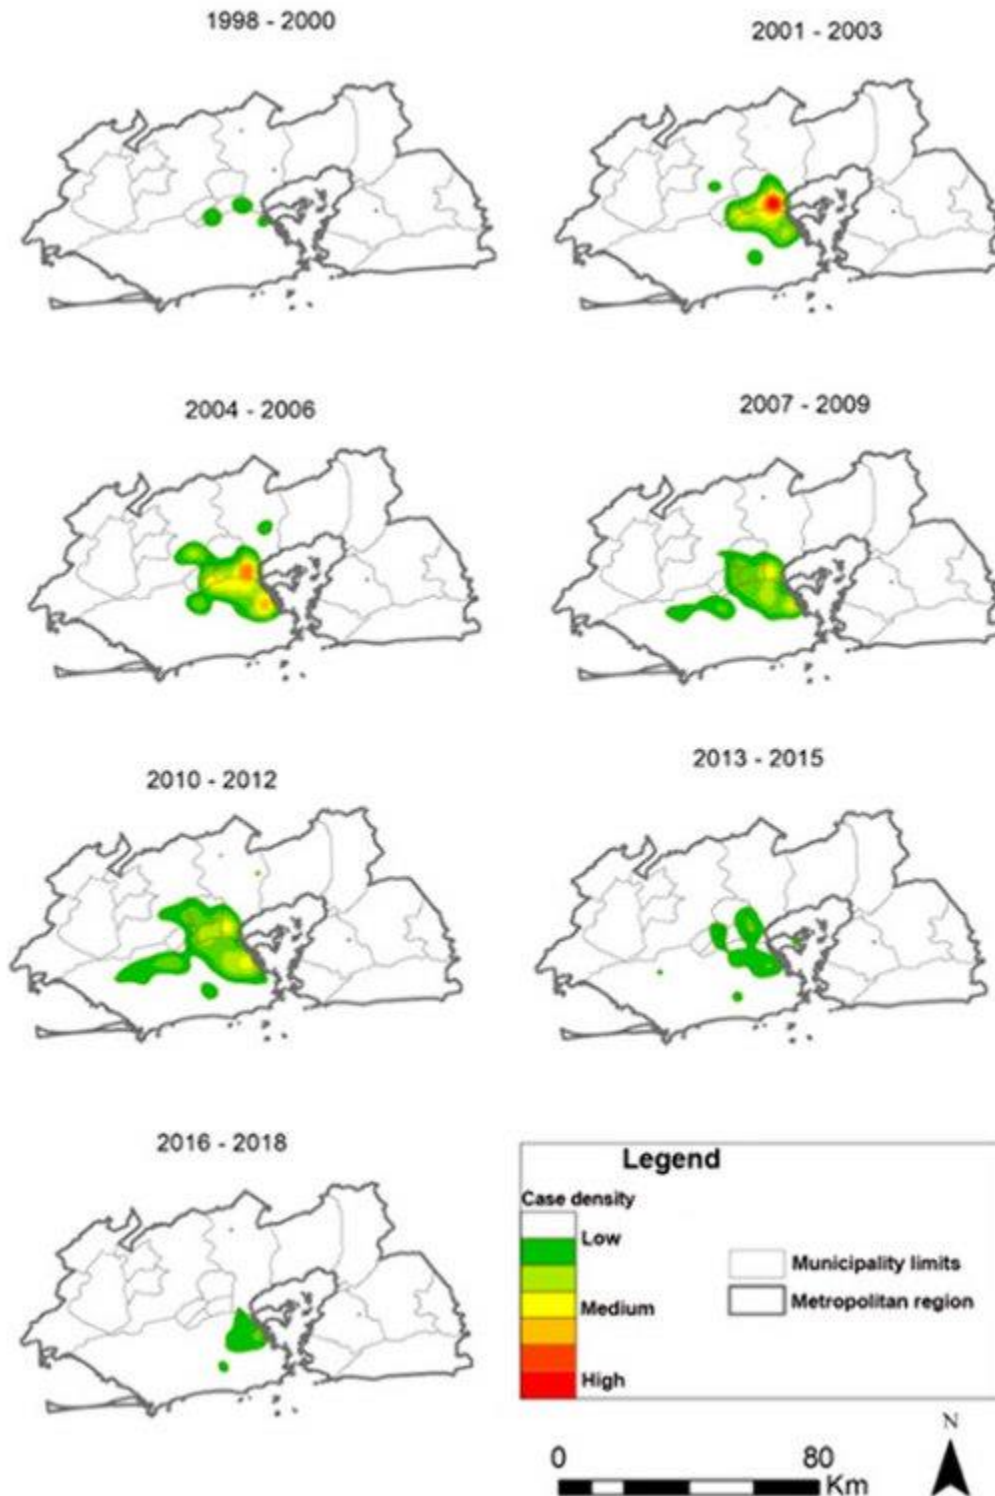 1998 - 2000
2001 - 2003
2004 - 2006
2007 - 2009
2010 - 2012
2013 - 2015
2016 - 2018
Legend
Case density
Low
Medium
High
Municipality limits
Metropolitan region
N
0 80
Km